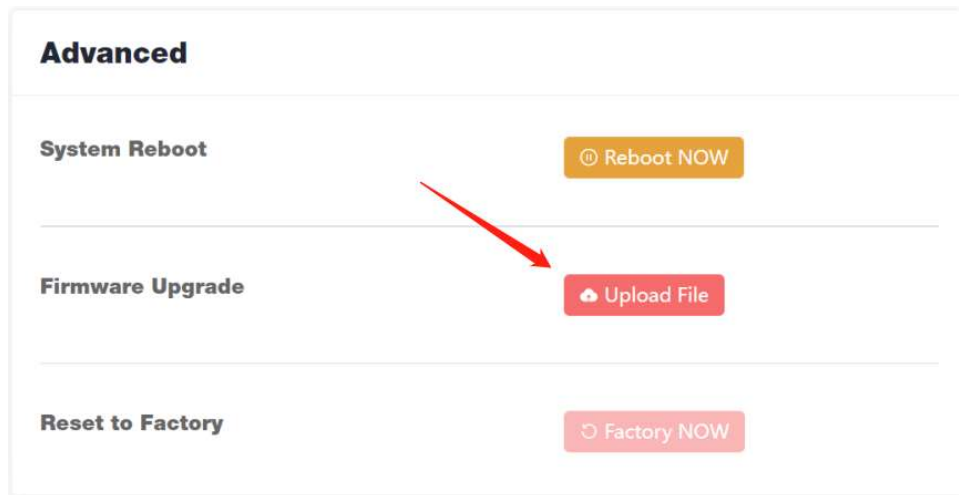 Advanced
System Reboot
Reboot NOW
Firmware Upgrade
Upload File
Reset to Factory
Factory NOW